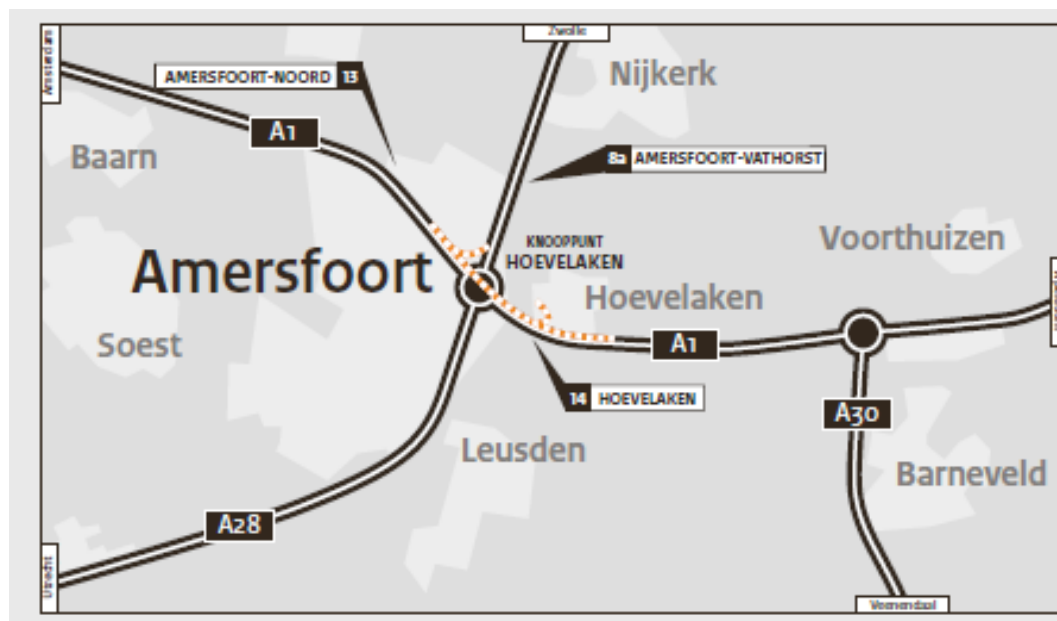 Zwolle
Amsterdam
Nijkerk
AMERSFOORT-NOORD 13
A1
Baarn
8a AMERSFOORT-VATHORST
Voorthuizen
KNOOPPUNT
HOEVELAKEN
Amersfoort
Hoevelaken
Soest
A1
14 HOEVELAKEN
A30
Leusden
Barneveld
A28
Utrecht
Veenendaal